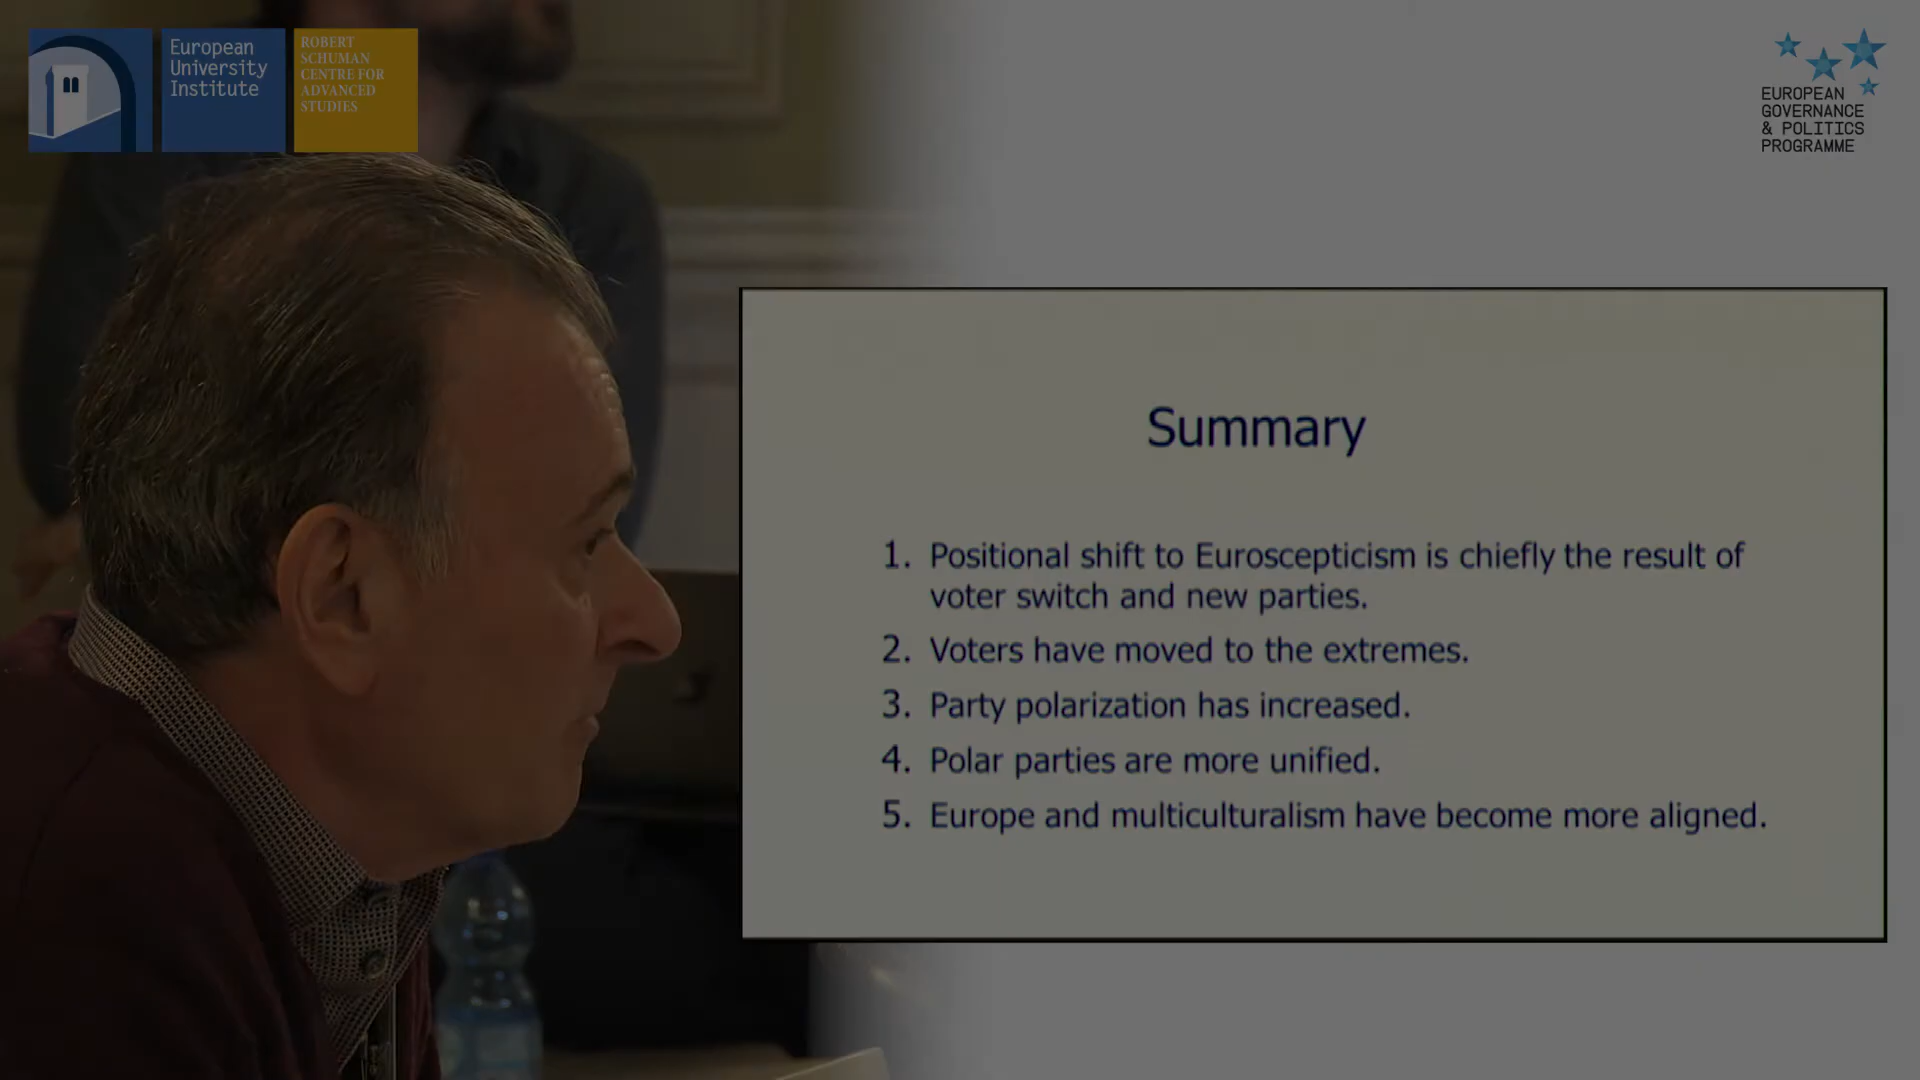 European
University
Institute
ROBERT
SCHUMAN
CENTRE FOR
ADVANCED
STUDIES
EUROPEAN
GOVERNANCE
& POLITICS
PROGRAMME
Summary
1. Positional shift to Euroscepticism is chiefly the result of
voter switch and new parties.
2. Voters have moved to the extremes.
3. Party polarization has increased.
4. Polar parties are more unified.
5. Europe and multiculturalism have become more aligned.